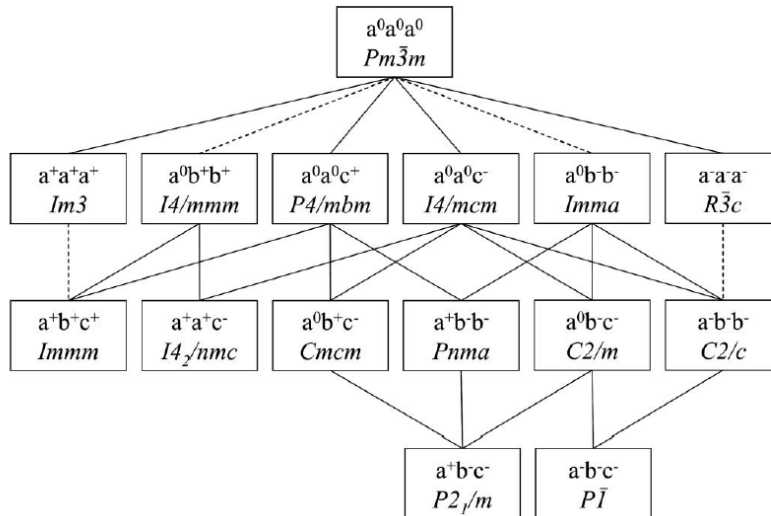 a⁰a⁰a⁰
Pm3̄m
a⁺a⁺a⁺
Im3
a⁰b⁺b⁺
I4/mmm
a⁰a⁰c⁺
P4/mbm
a⁰a⁰c⁻
I4/mcm
a⁰b⁻b⁻
Imma
a⁻a⁻a⁻
R3̄c
a⁺b⁺c⁺
Immm
a⁺a⁺c⁻
I4₂/nmc
a⁰b⁺c⁻
Cmcm
a⁺b⁻b⁻
Pnma
a⁰b⁻c⁻
C2/m
a⁻b⁻b⁻
C2/c
a⁺b⁻c⁻
P2₁/m
a⁻b⁻c⁻
P1̄